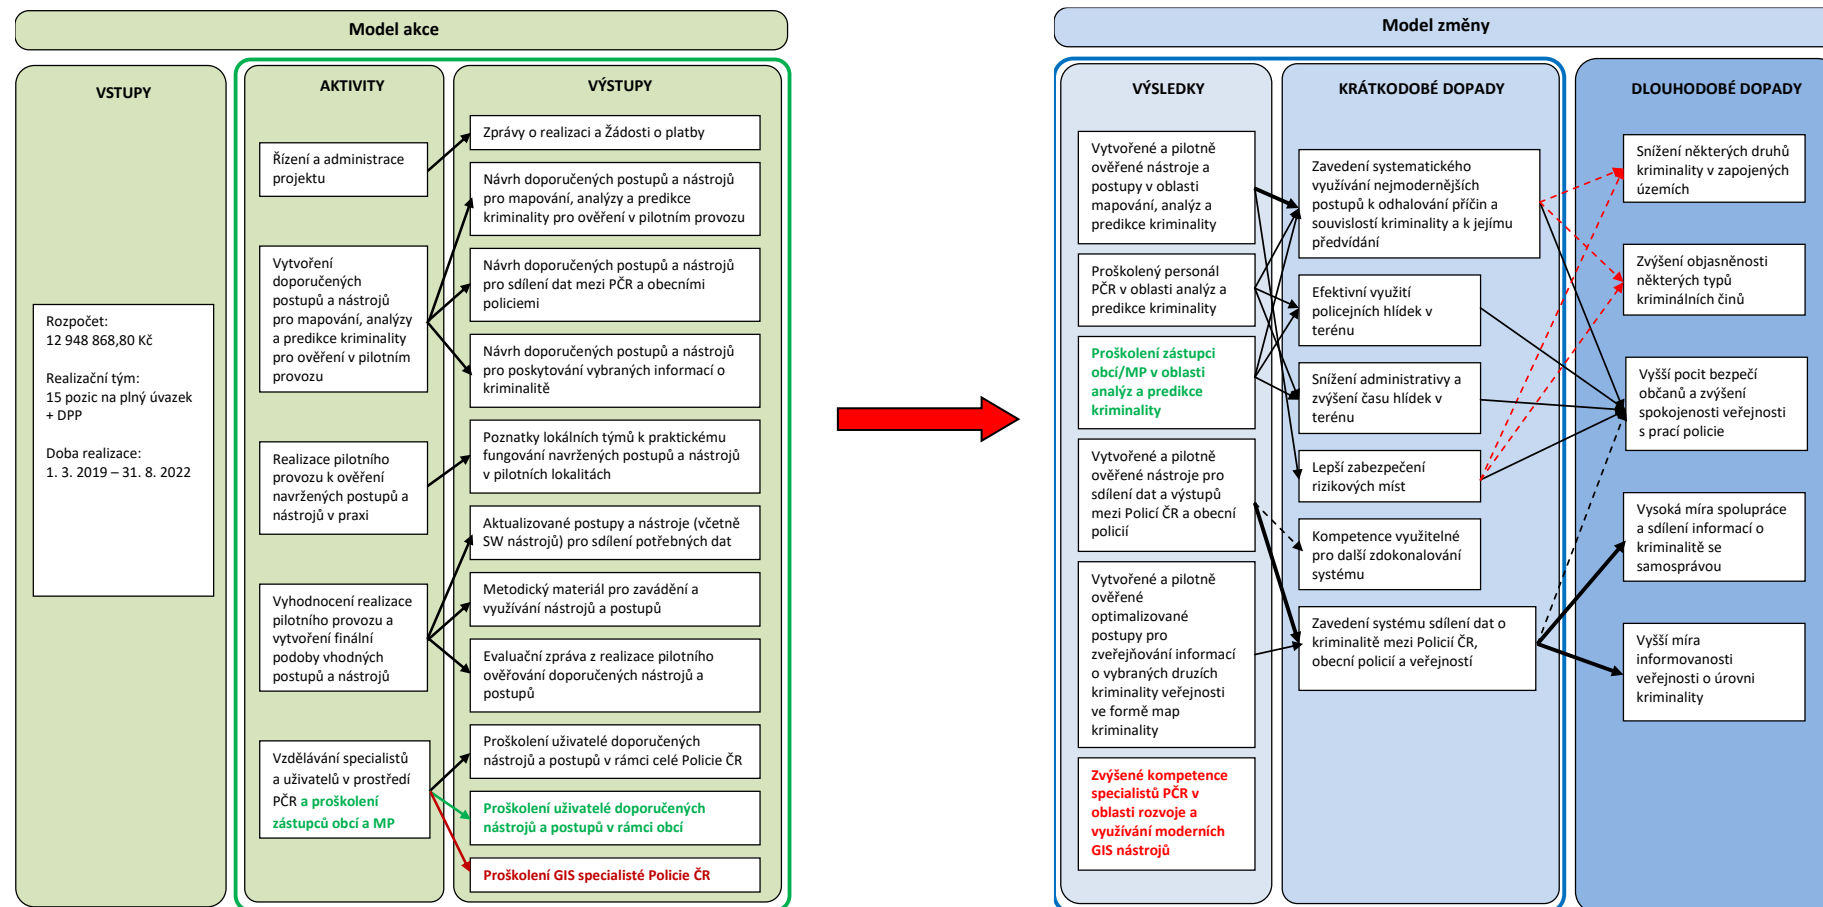 Model akce
VSTUPY
Rozpočet:
12 948 868,80 Kč
Realizační tým:
15 pozic na plný úvazek
+ DPP
Doba realizace:
1. 3. 2019 – 31. 8. 2022
AKTIVITY
Řízení a administrace
projektu
Vytvoření
doporučených
postupů a nástrojů
pro mapování, analýzy
a predikce kriminality
pro ověření v pilotním
provozu
Realizace pilotního
provozu k ověření
navržených postupů a
nástrojů v praxi
Vyhodnocení realizace
pilotního provozu a
vytvoření finální
podoby vhodných
postupů a nástrojů
Vzdělávání specialistů
a uživatelů v prostředí
PČR a proškolení
zástupců obcí a MP
VÝSTUPY
Zprávy o realizaci a Žádosti o platby
Návrh doporučených postupů a nástrojů
pro mapování, analýzy a predikce
kriminality pro ověření v pilotním provozu
Návrh doporučených postupů a nástrojů
pro sdílení dat mezi PČR a obecními
policiemi
Návrh doporučených postupů a nástrojů
pro poskytování vybraných informací o
kriminalitě
Poznatky lokálních týmů k praktickému
fungování navržených postupů a nástrojů
v pilotních lokalitách
Aktualizované postupy a nástroje (včetně
SW nástrojů) pro sdílení potřebných dat
Metodický materiál pro zavádění a
využívání nástrojů a postupů
Evaluační zpráva z realizace pilotního
ověřování doporučených nástrojů a
postupů
Proškolení uživatelé doporučených
nástrojů a postupů v rámci celé Policie ČR
Proškolení uživatelé doporučených
nástrojů a postupů v rámci obcí
Proškolení GIS specialisté Policie ČR
Model změny
VÝSLEDKY
Vytvořené a pilotně
ověřené nástroje a
postupy v oblasti
mapování, analýz a
predikce kriminality
Proškolený personál
PČR v oblasti analýz a
predikce kriminality
Proškolení zástupci
obcí/MP v oblasti
analýz a predikce
kriminality
Vytvořené a pilotně
ověřené nástroje pro
sdílení dat a výstupů
mezi Policí ČR a obecní
policií
Vytvořené a pilotně
ověřené
optimalizované
postupy pro
zveřejňování informací
o vybraných druzích
kriminality veřejnosti
ve formě map
kriminality
Zvýšené kompetence
specialistů PČR v
oblasti rozvoje a
využívání moderních
GIS nástrojů
KRÁTKODOBÉ DOPADY
Zavedení systematického
využívání nejmodernějších
postupů k odhalování příčin a
souvislostí kriminality a k jejímu
předvídání
Efektivní využití
policejních hlídek v
terénu
Snížení administrativy a
zvýšení času hlídek v
terénu
Lepší zabezpečení
rizikových míst
Kompetence využitelné
pro další zdokonalování
systému
Zavedení systému sdílení dat o
kriminalitě mezi Policií ČR,
obecní policií a veřejností
DLOUHODOBÉ DOPADY
Snížení některých druhů
kriminality v zapojených
územích
Zvýšení objasněnosti
některých typů
kriminálních činů
Vyšší pocit bezpečí
občanů a zvýšení
spokojenosti veřejnosti
s prací policie
Vysoká míra spolupráce
a sdílení informací o
kriminalitě se
samosprávou
Vyšší míra
informovanosti
veřejnosti o úrovni
kriminality